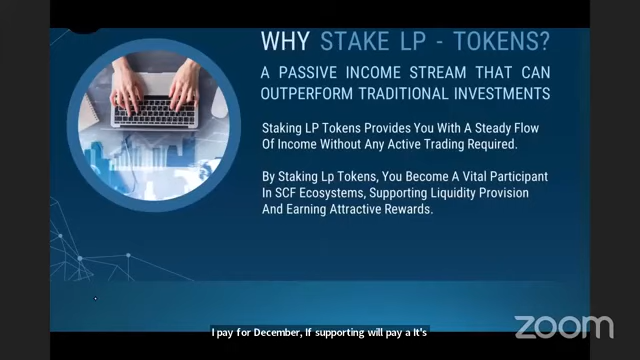 WHY STAKE LP - TOKENS?
A PASSIVE INCOME STREAM THAT CAN
OUTPERFORM TRADITIONAL INVESTMENTS
Staking LP Tokens Provides You With A Steady Flow
Of Income Without Any Active Trading Required.
By Staking Lp Tokens, You Become A Vital Participant
In SCF Ecosystems, Supporting Liquidity Provision
And Earning Attractive Rewards.
zoom
I pay for December, If supporting will pay a It's